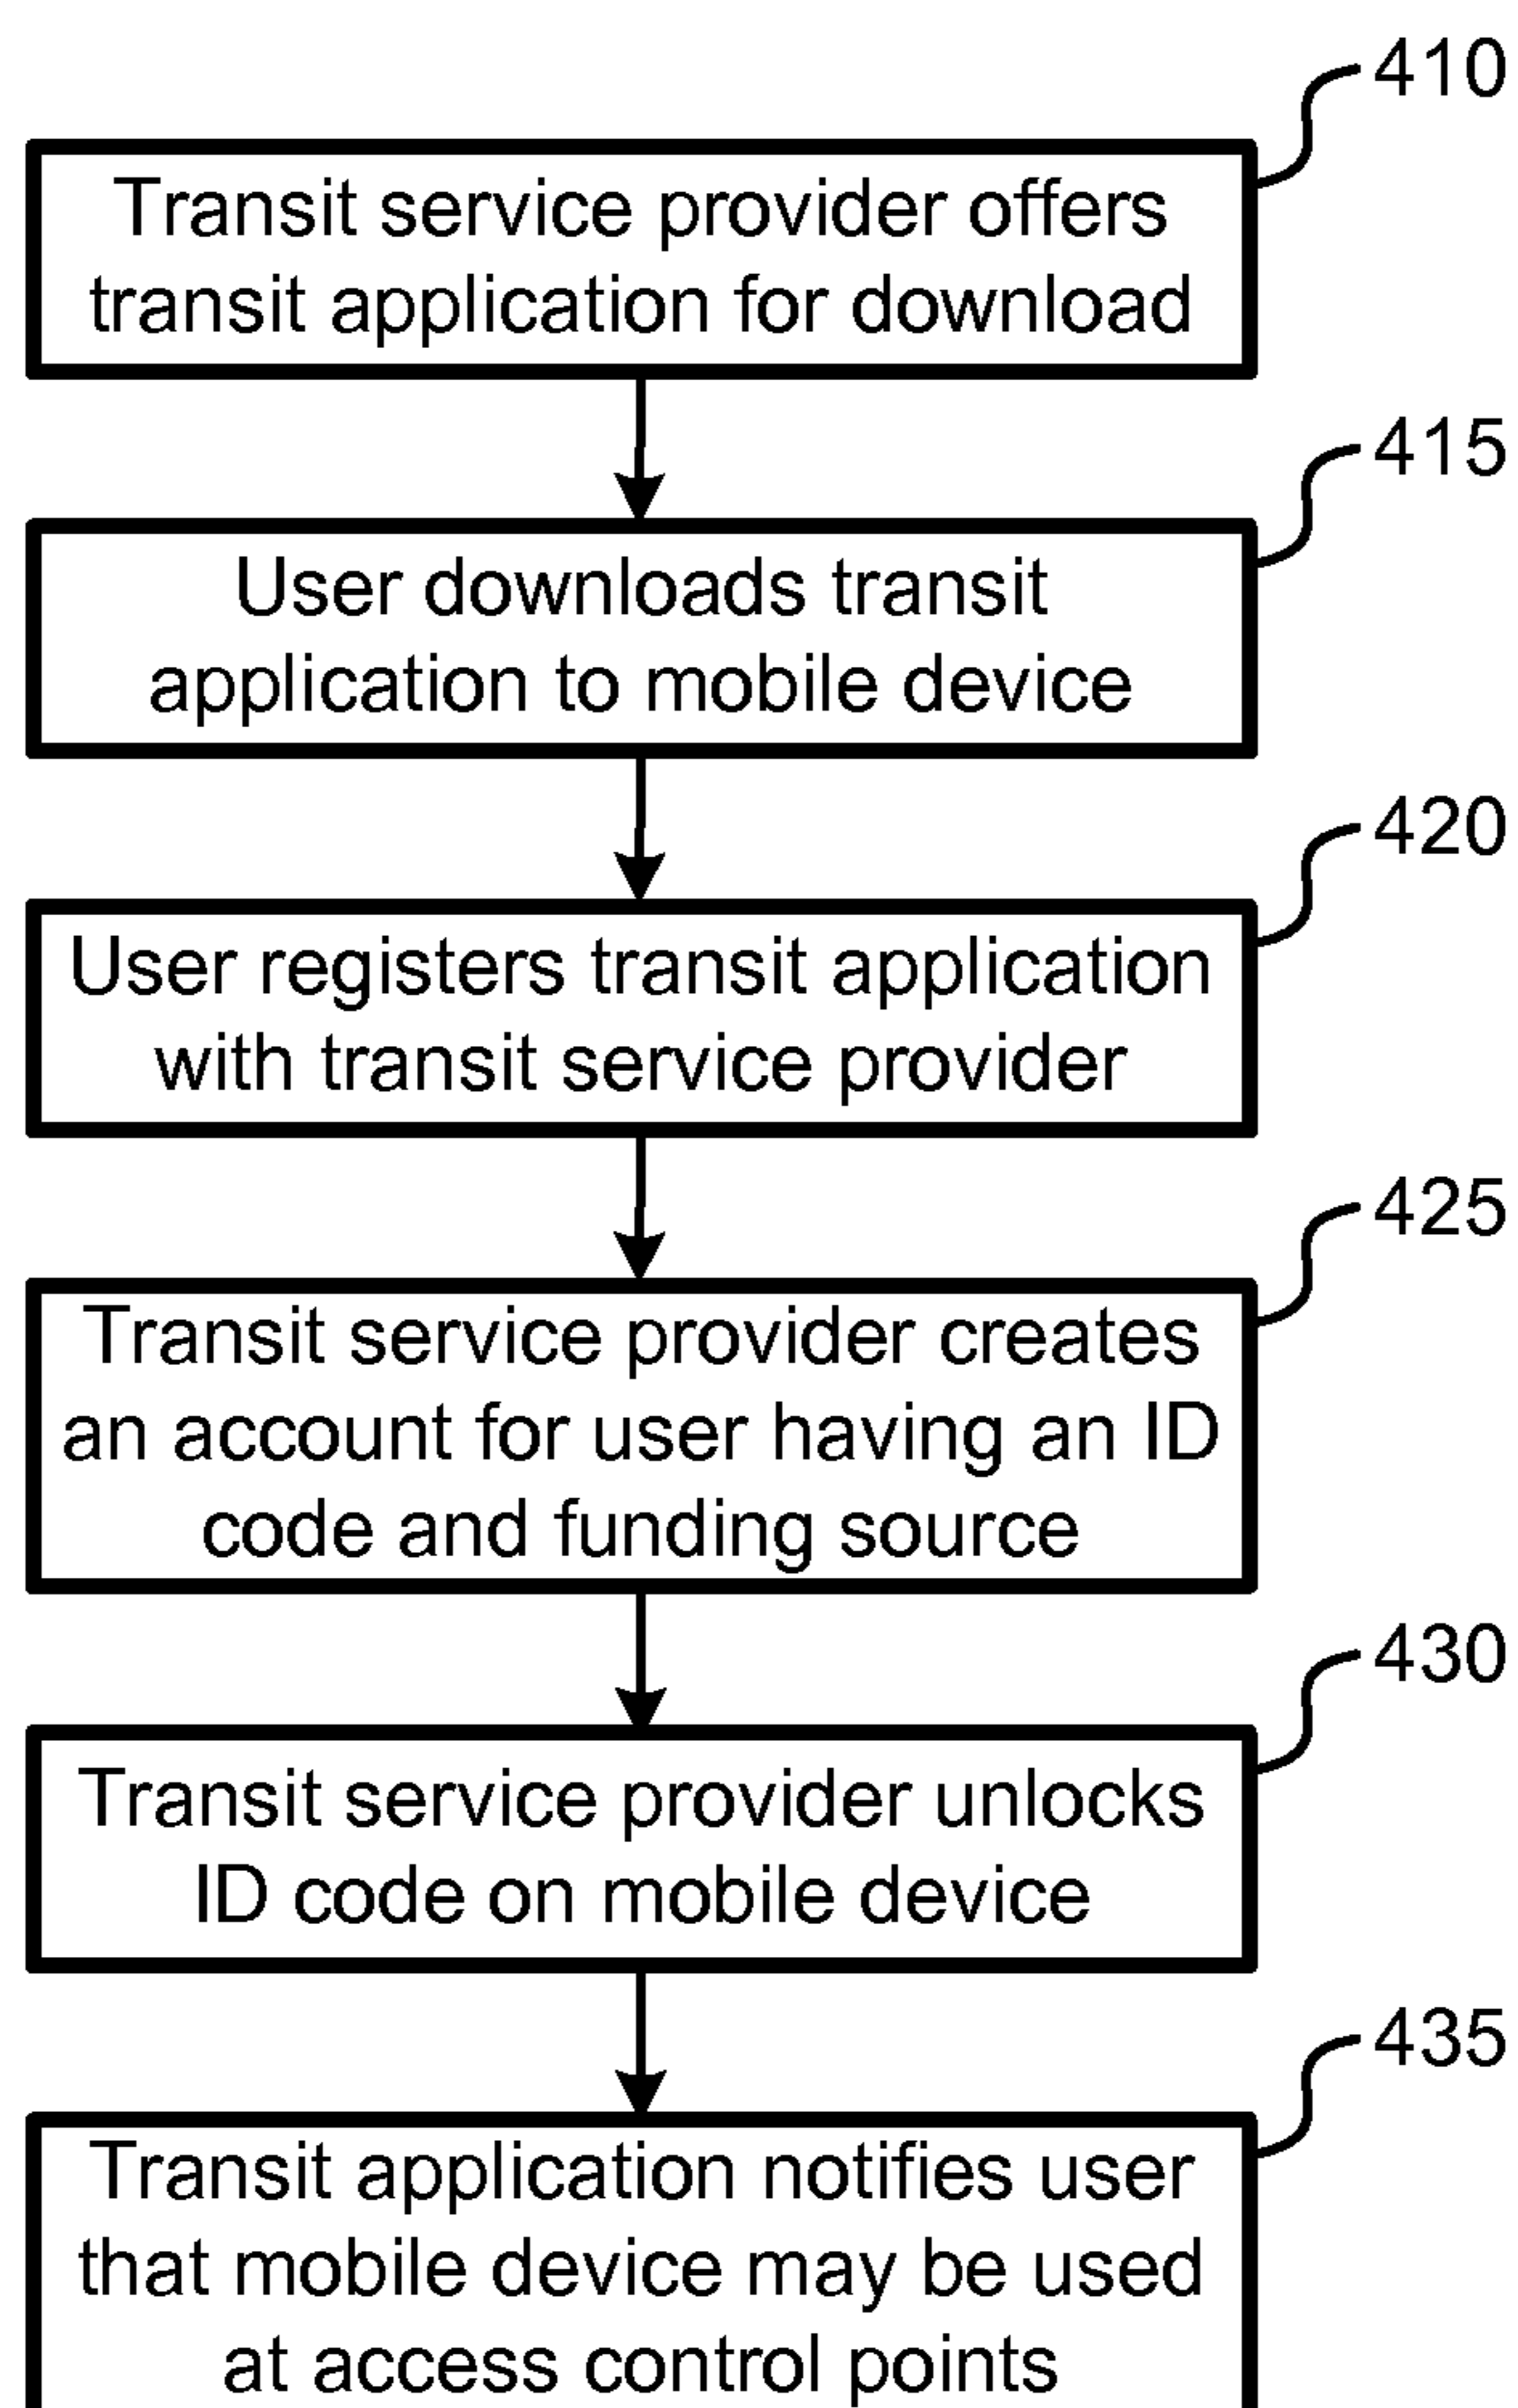 410
Transit service provider offers
transit application for download
415
User downloads transit
application to mobile device
420
User registers transit application
with transit service provider
425
Transit service provider creates
an account for user having an ID
code and funding source
430
Transit service provider unlocks
ID code on mobile device
435
Transit application notifies user
that mobile device may be used
at access control points